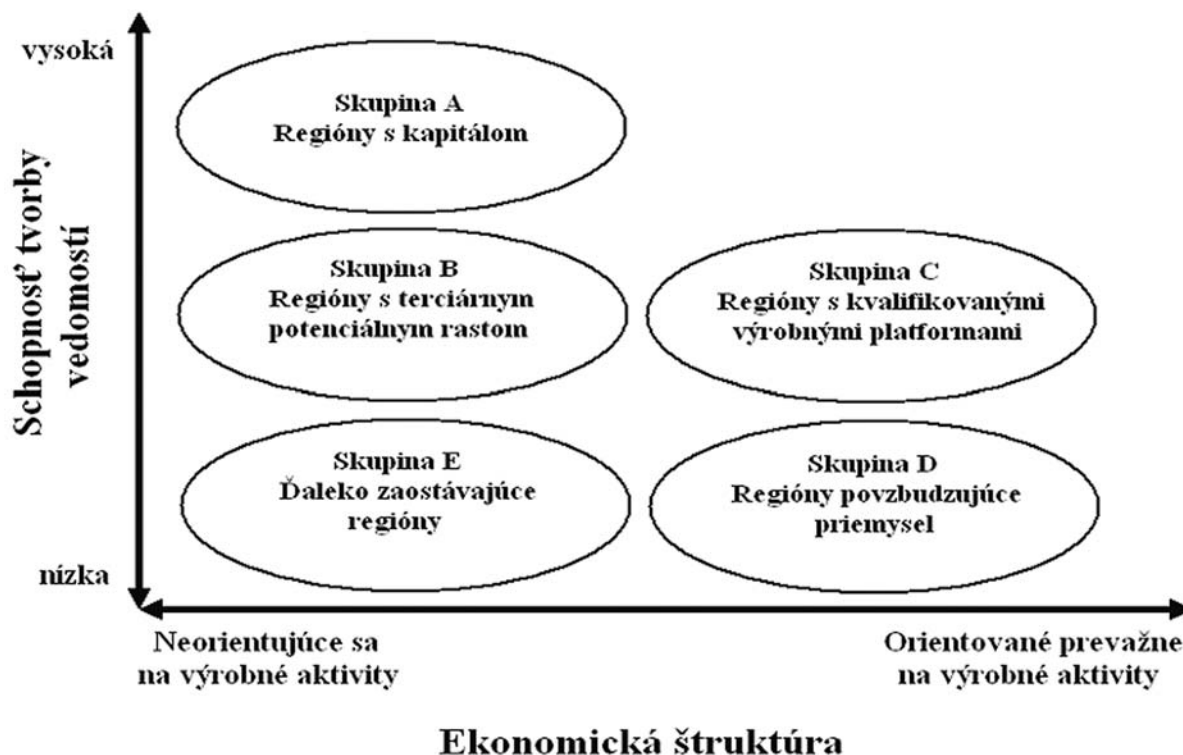 vysoká
Schopnosť tvorby
vedomostí
nízka
Skupina A
Regióny s kapitálom
Skupina B
Regióny s terciárnym
potenciálnym rastom
Skupina C
Regióny s kvalifikovanými
výrobnými platformami
Skupina E
Ďaleko zaostávajúce
regióny
Skupina D
Regióny povzbudzujúce
priemysel
Neorientujúce sa
na výrobné aktivity
Orientované prevažne
na výrobné aktivity
Ekonomická štruktúra